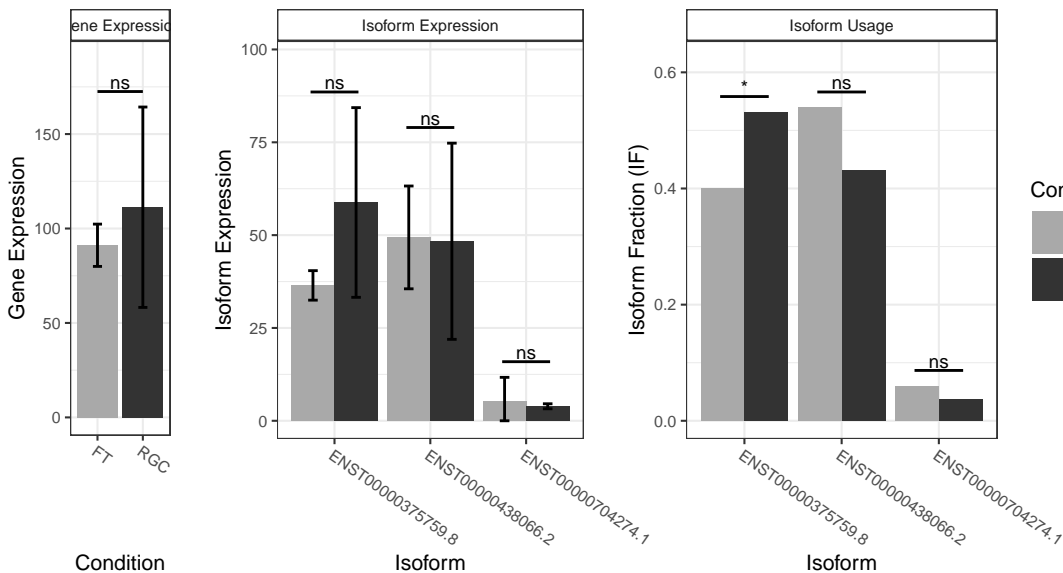 ene Expressio
Isoform Expression
Isoform Usage
Gene Expression
150
100
50
0
ns
FT
RGC
Condition
Isoform Expression
100
75
50
25
0
ns
ns
ns
ENST00000375759.8
ENST00000438066.2
ENST00000704274.1
Isoform
Isoform Fraction (IF)
0.6
0.4
0.2
0.0
*
ns
ns
ENST00000375759.8
ENST00000438066.2
ENST00000704274.1
Isoform
Con